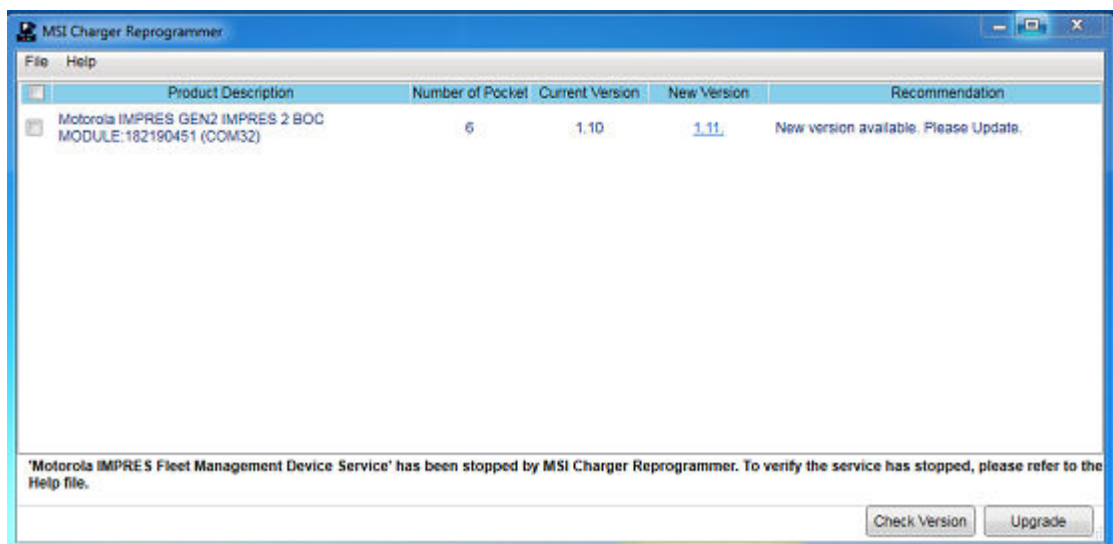 MSI Charger Reprogrammer
File Help
Product Description Number of Pocket Current Version New Version Recommendation
Motorola IMPRES GEN2 IMPRES 2 BOC
MODULE:182190451 (COM32) 6 1.10 1.11. New version available. Please Update.
'Motorola IMPRES Fleet Management Device Service' has been stopped by MSI Charger Reprogrammer. To verify the service has stopped, please refer to the
Help file.
Check Version Upgrade